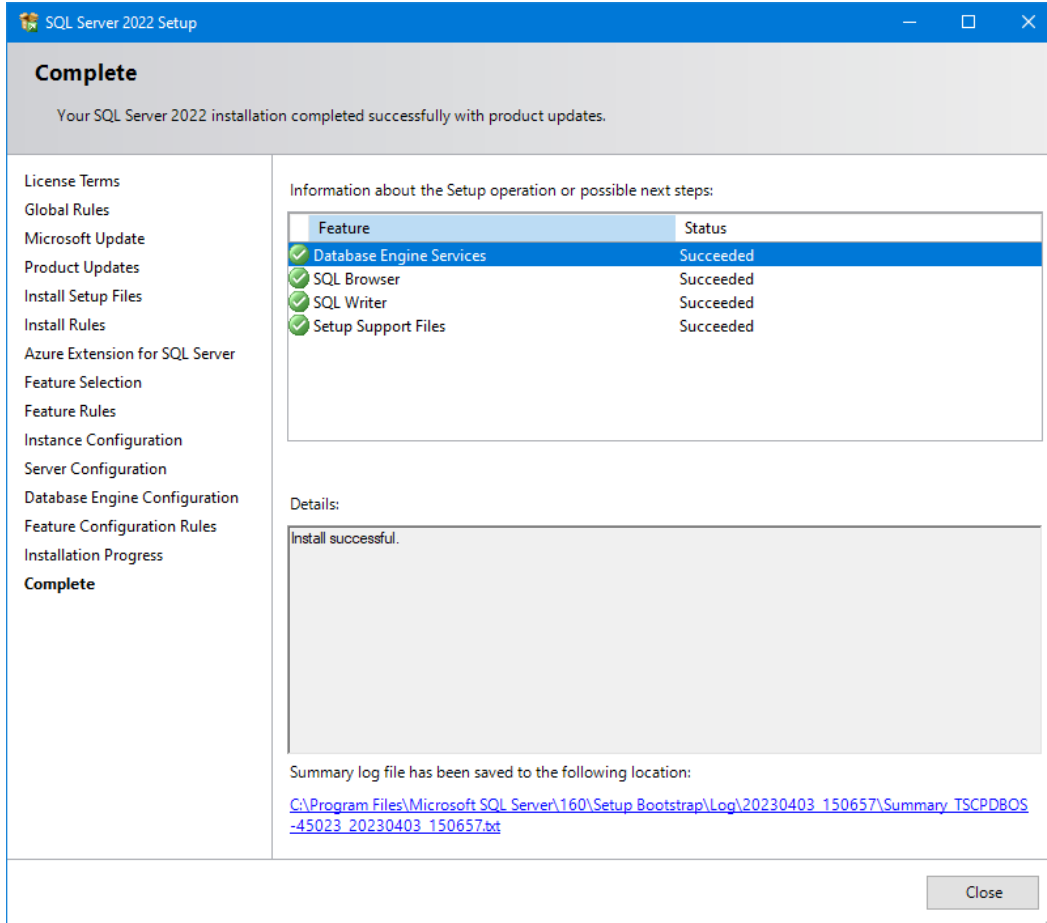 SQL Server 2022 Setup
Complete
Your SQL Server 2022 installation completed successfully with product updates.
License Terms
Global Rules
Microsoft Update
Product Updates
Install Setup Files
Install Rules
Azure Extension for SQL Server
Feature Selection
Feature Rules
Instance Configuration
Server Configuration
Database Engine Configuration
Feature Configuration Rules
Installation Progress
Complete
Information about the Setup operation or possible next steps:
Feature Status
Database Engine Services Succeeded
SQL Browser Succeeded
SQL Writer Succeeded
Setup Support Files Succeeded
Details:
Install successful.
Summary log file has been saved to the following location:
C:\Program Files\Microsoft SQL Server\160\Setup Bootstrap\Log\20230403_150657\Summary_TSCPDBOS
-45023_20230403_150657.txt
Close